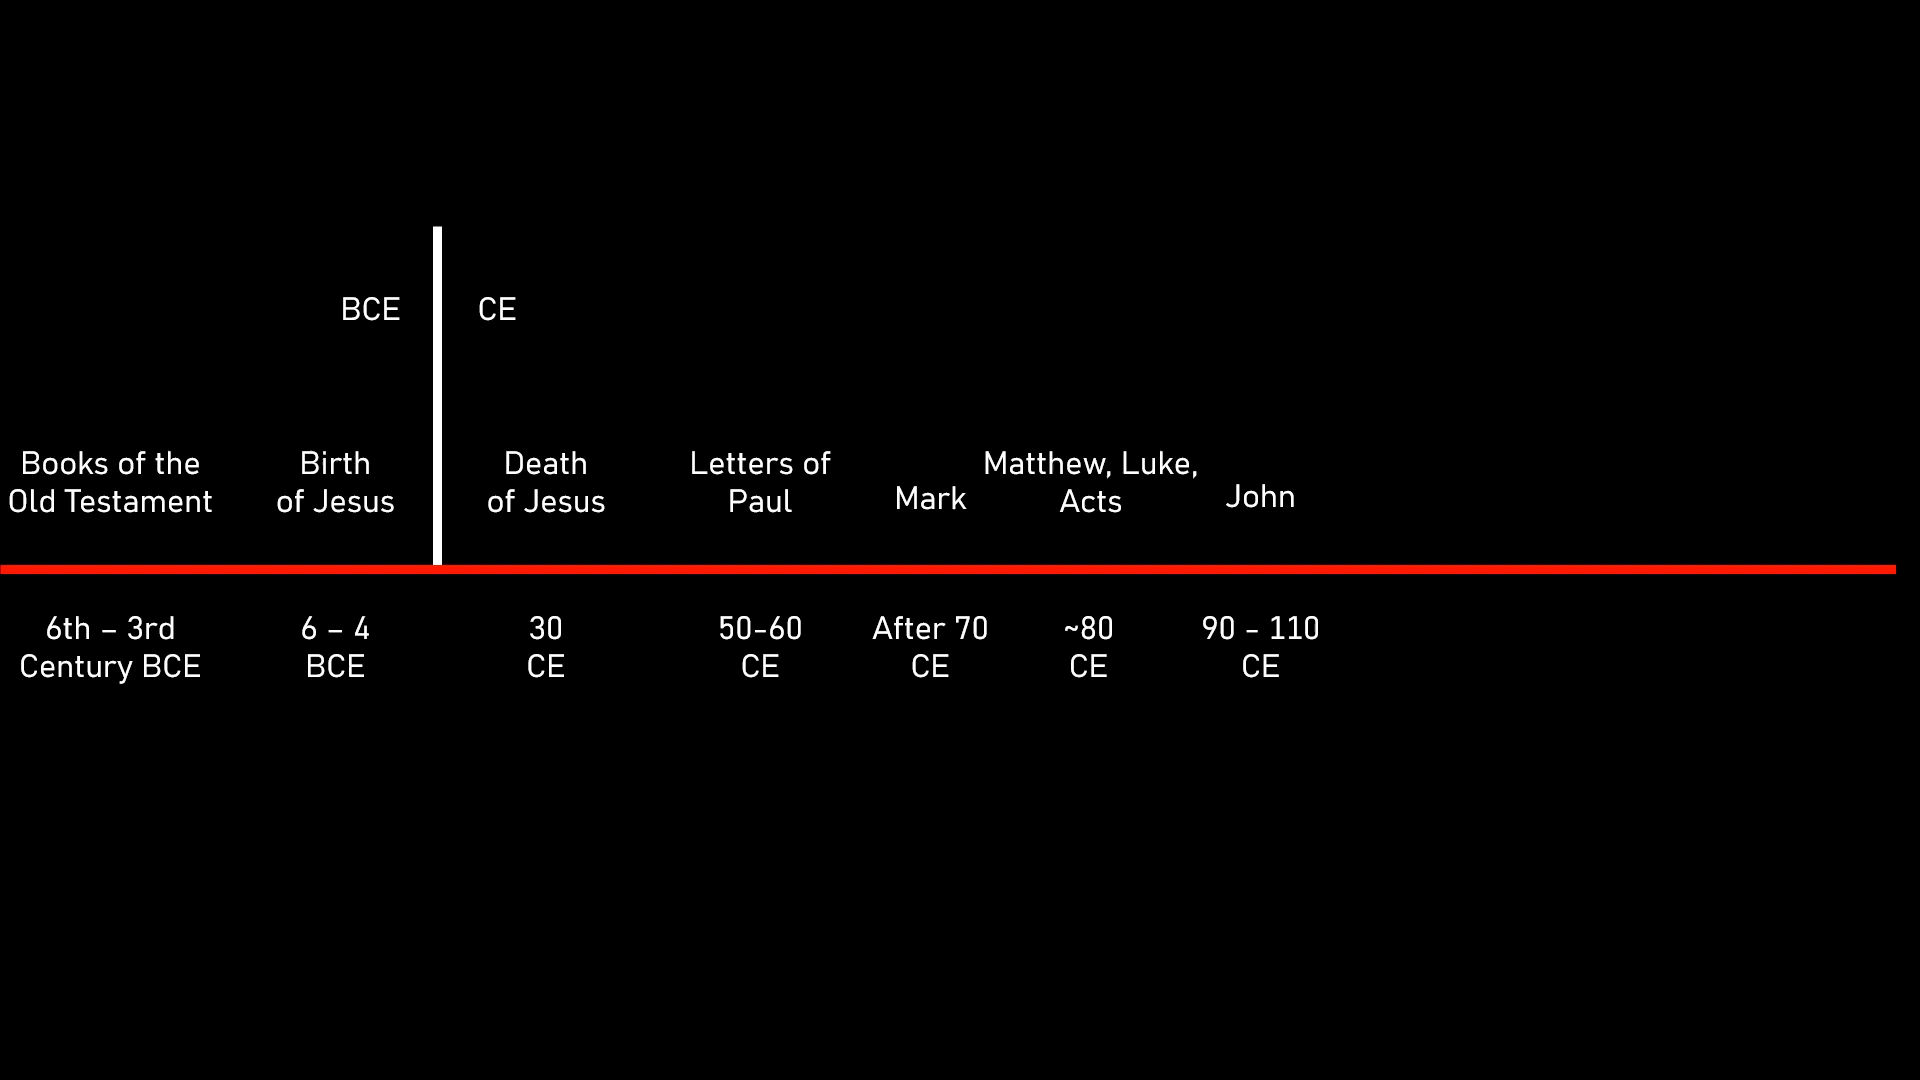 BCE
CE
Books of the
Old Testament
Birth
of Jesus
Death
of Jesus
Letters of
Paul
Mark
Matthew, Luke,
Acts
John
6th – 3rd
Century BCE
6 – 4
BCE
30
CE
50-60
CE
After 70
CE
~80
CE
90 - 110
CE